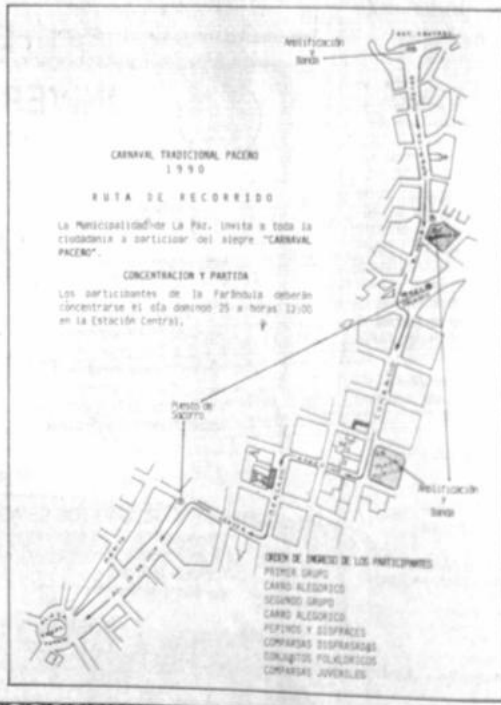 Amplificación
y
Banda
CARNAVAL TRADICIONAL PACEÑO
1990
RUTA DE RECORRIDO
La Municipalidad de La Paz, invita a toda la
ciudadanía a participar del alegre "CARNAVAL
PACEÑO".
CONCENTRACION Y PARTIDA
Los participantes de la Farándula deberán
concentrarse el día domingo 25 a horas 12:00
en la Estación Central.
Puesto de
Socorro
Amplificación
y
Banda
ORDEN DE INGRESO DE LOS PARTICIPANTES
PRIMER GRUPO
CARRO ALEGORICO
SEGUNDO GRUPO
CARRO ALEGORICO
PEPINOS Y DISFRACES
COMPARSAS DISFRASADAS
CONJUNTOS FOLKLORICOS
COMPARSAS JUVENILES